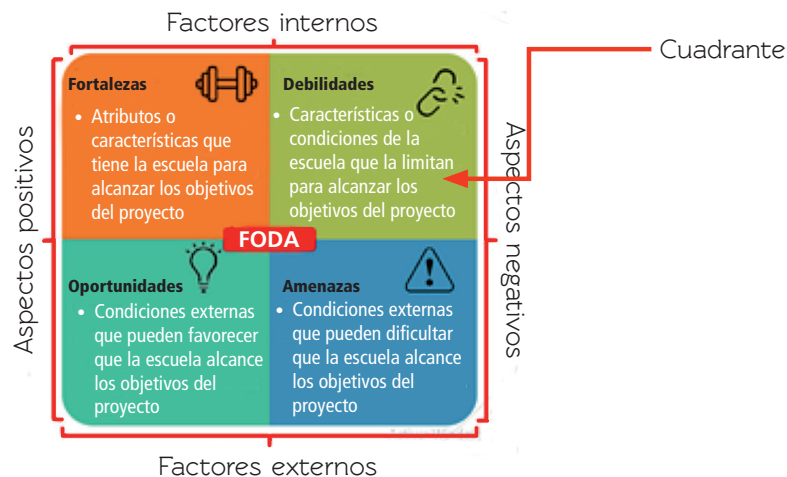 Factores internos
Cuadrante
Aspectos positivos
Fortalezas
• Atributos o
características que
tiene la escuela para
alcanzar los objetivos
del proyecto
Debilidades
• Características o
condiciones de la
escuela que la limitan
para alcanzar los
objetivos del proyecto
Aspectos negativos
FODA
Oportunidades
• Condiciones externas
que pueden favorecer
que la escuela alcance
los objetivos del
proyecto
Amenazas
• Condiciones externas
que pueden dificultar
que la escuela alcance
los objetivos del
proyecto
Factores externos